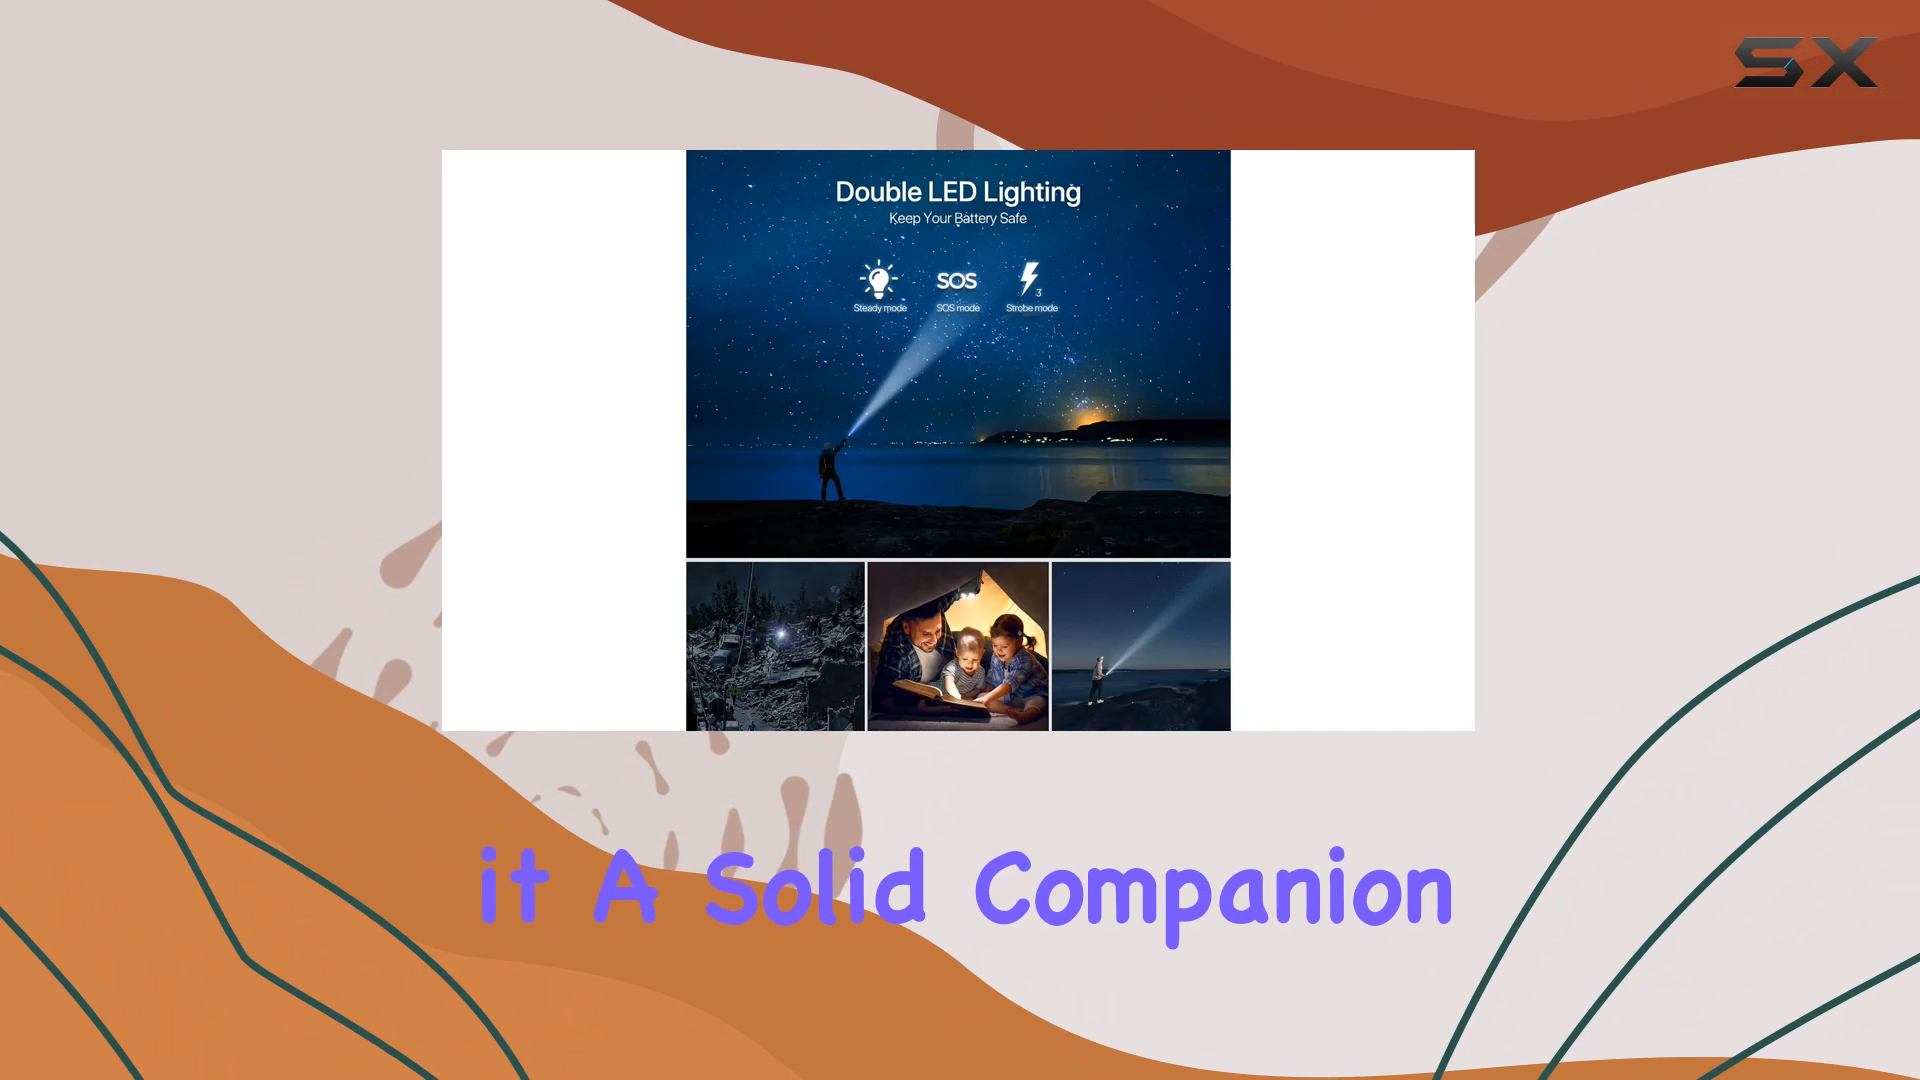 SX
Double LED Lighting
Keep Your Battery Safe
SOS
3
Steady mode SOS mode Strobe mode
it A Solid Companion